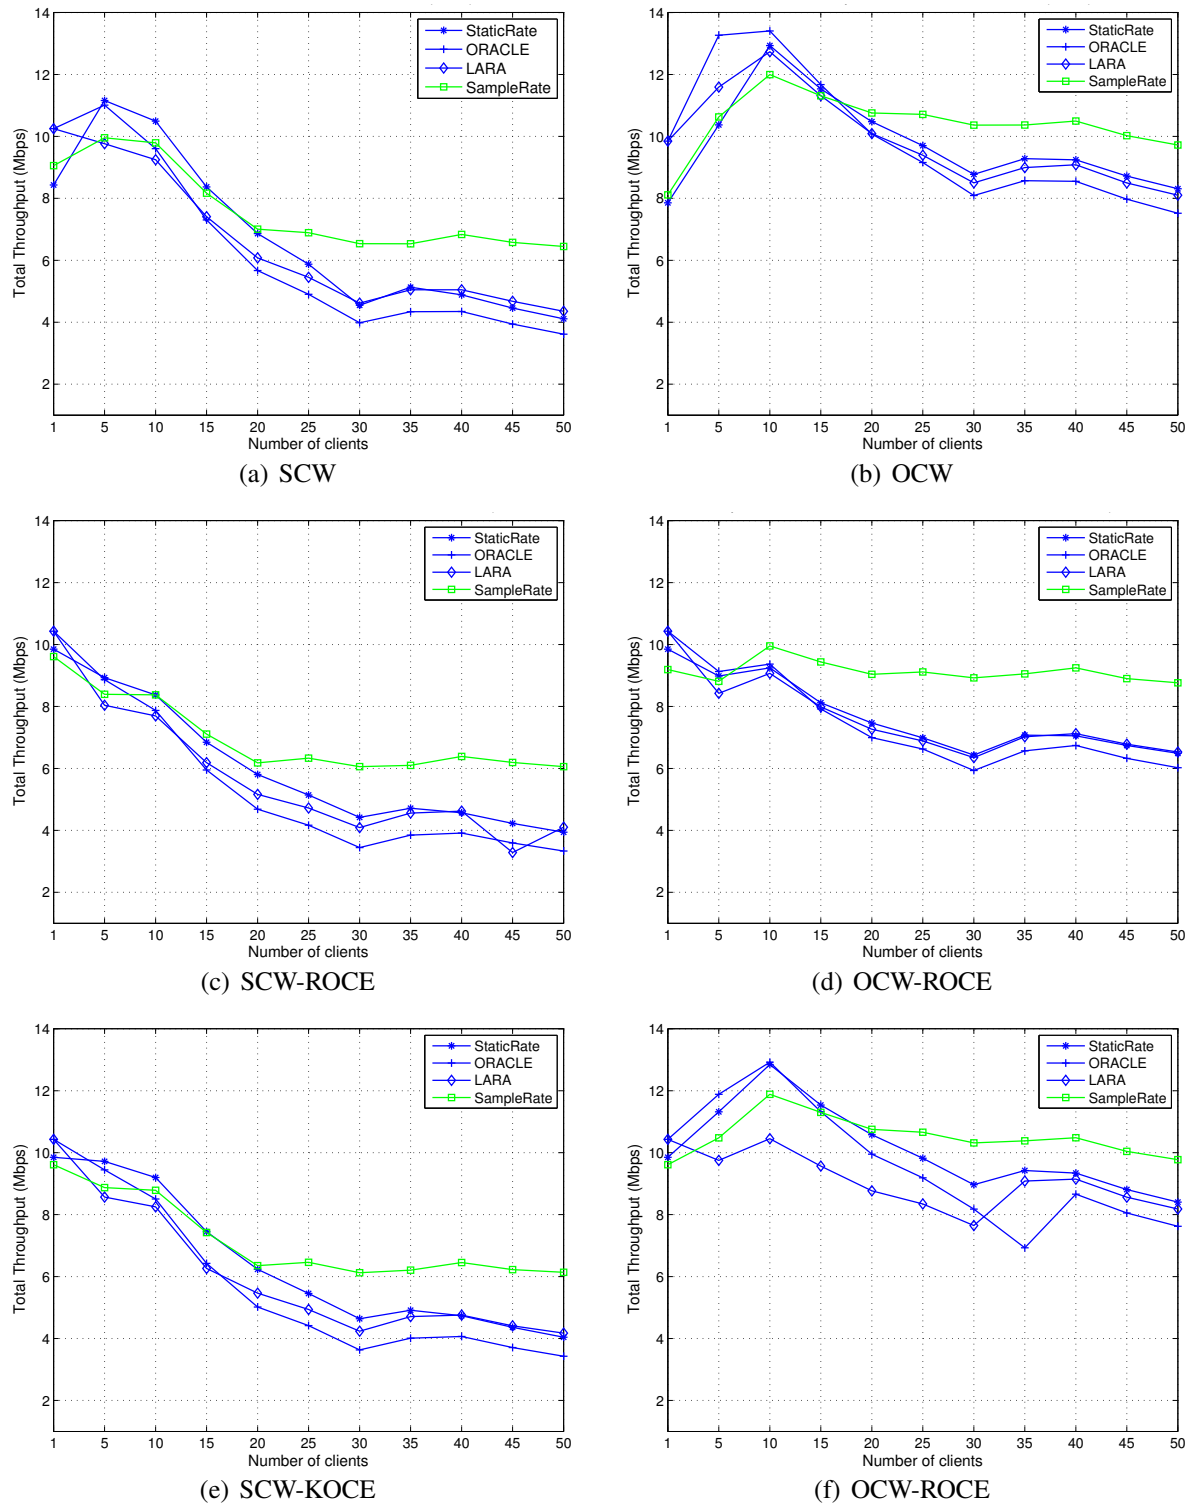 14
12
10
8
6
4
2
1 5 10 15 20 25 30 35 40 45 50
Total Throughput (Mbps)
Number of clients
StaticRate
ORACLE
LARA
SampleRate
(a) SCW
14
12
10
8
6
4
2
1 5 10 15 20 25 30 35 40 45 50
Total Throughput (Mbps)
Number of clients
StaticRate
ORACLE
LARA
SampleRate
(b) OCW
14
12
10
8
6
4
2
1 5 10 15 20 25 30 35 40 45 50
Total Throughput (Mbps)
Number of clients
StaticRate
ORACLE
LARA
SampleRate
(c) SCW-ROCE
14
12
10
8
6
4
2
1 5 10 15 20 25 30 35 40 45 50
Total Throughput (Mbps)
Number of clients
StaticRate
ORACLE
LARA
SampleRate
(d) OCW-ROCE
14
12
10
8
6
4
2
1 5 10 15 20 25 30 35 40 45 50
Total Throughput (Mbps)
Number of clients
StaticRate
ORACLE
LARA
SampleRate
(e) SCW-KOCE
14
12
10
8
6
4
2
1 5 10 15 20 25 30 35 40 45 50
Total Throughput (Mbps)
Number of clients
StaticRate
ORACLE
LARA
SampleRate
(f) OCW-ROCE